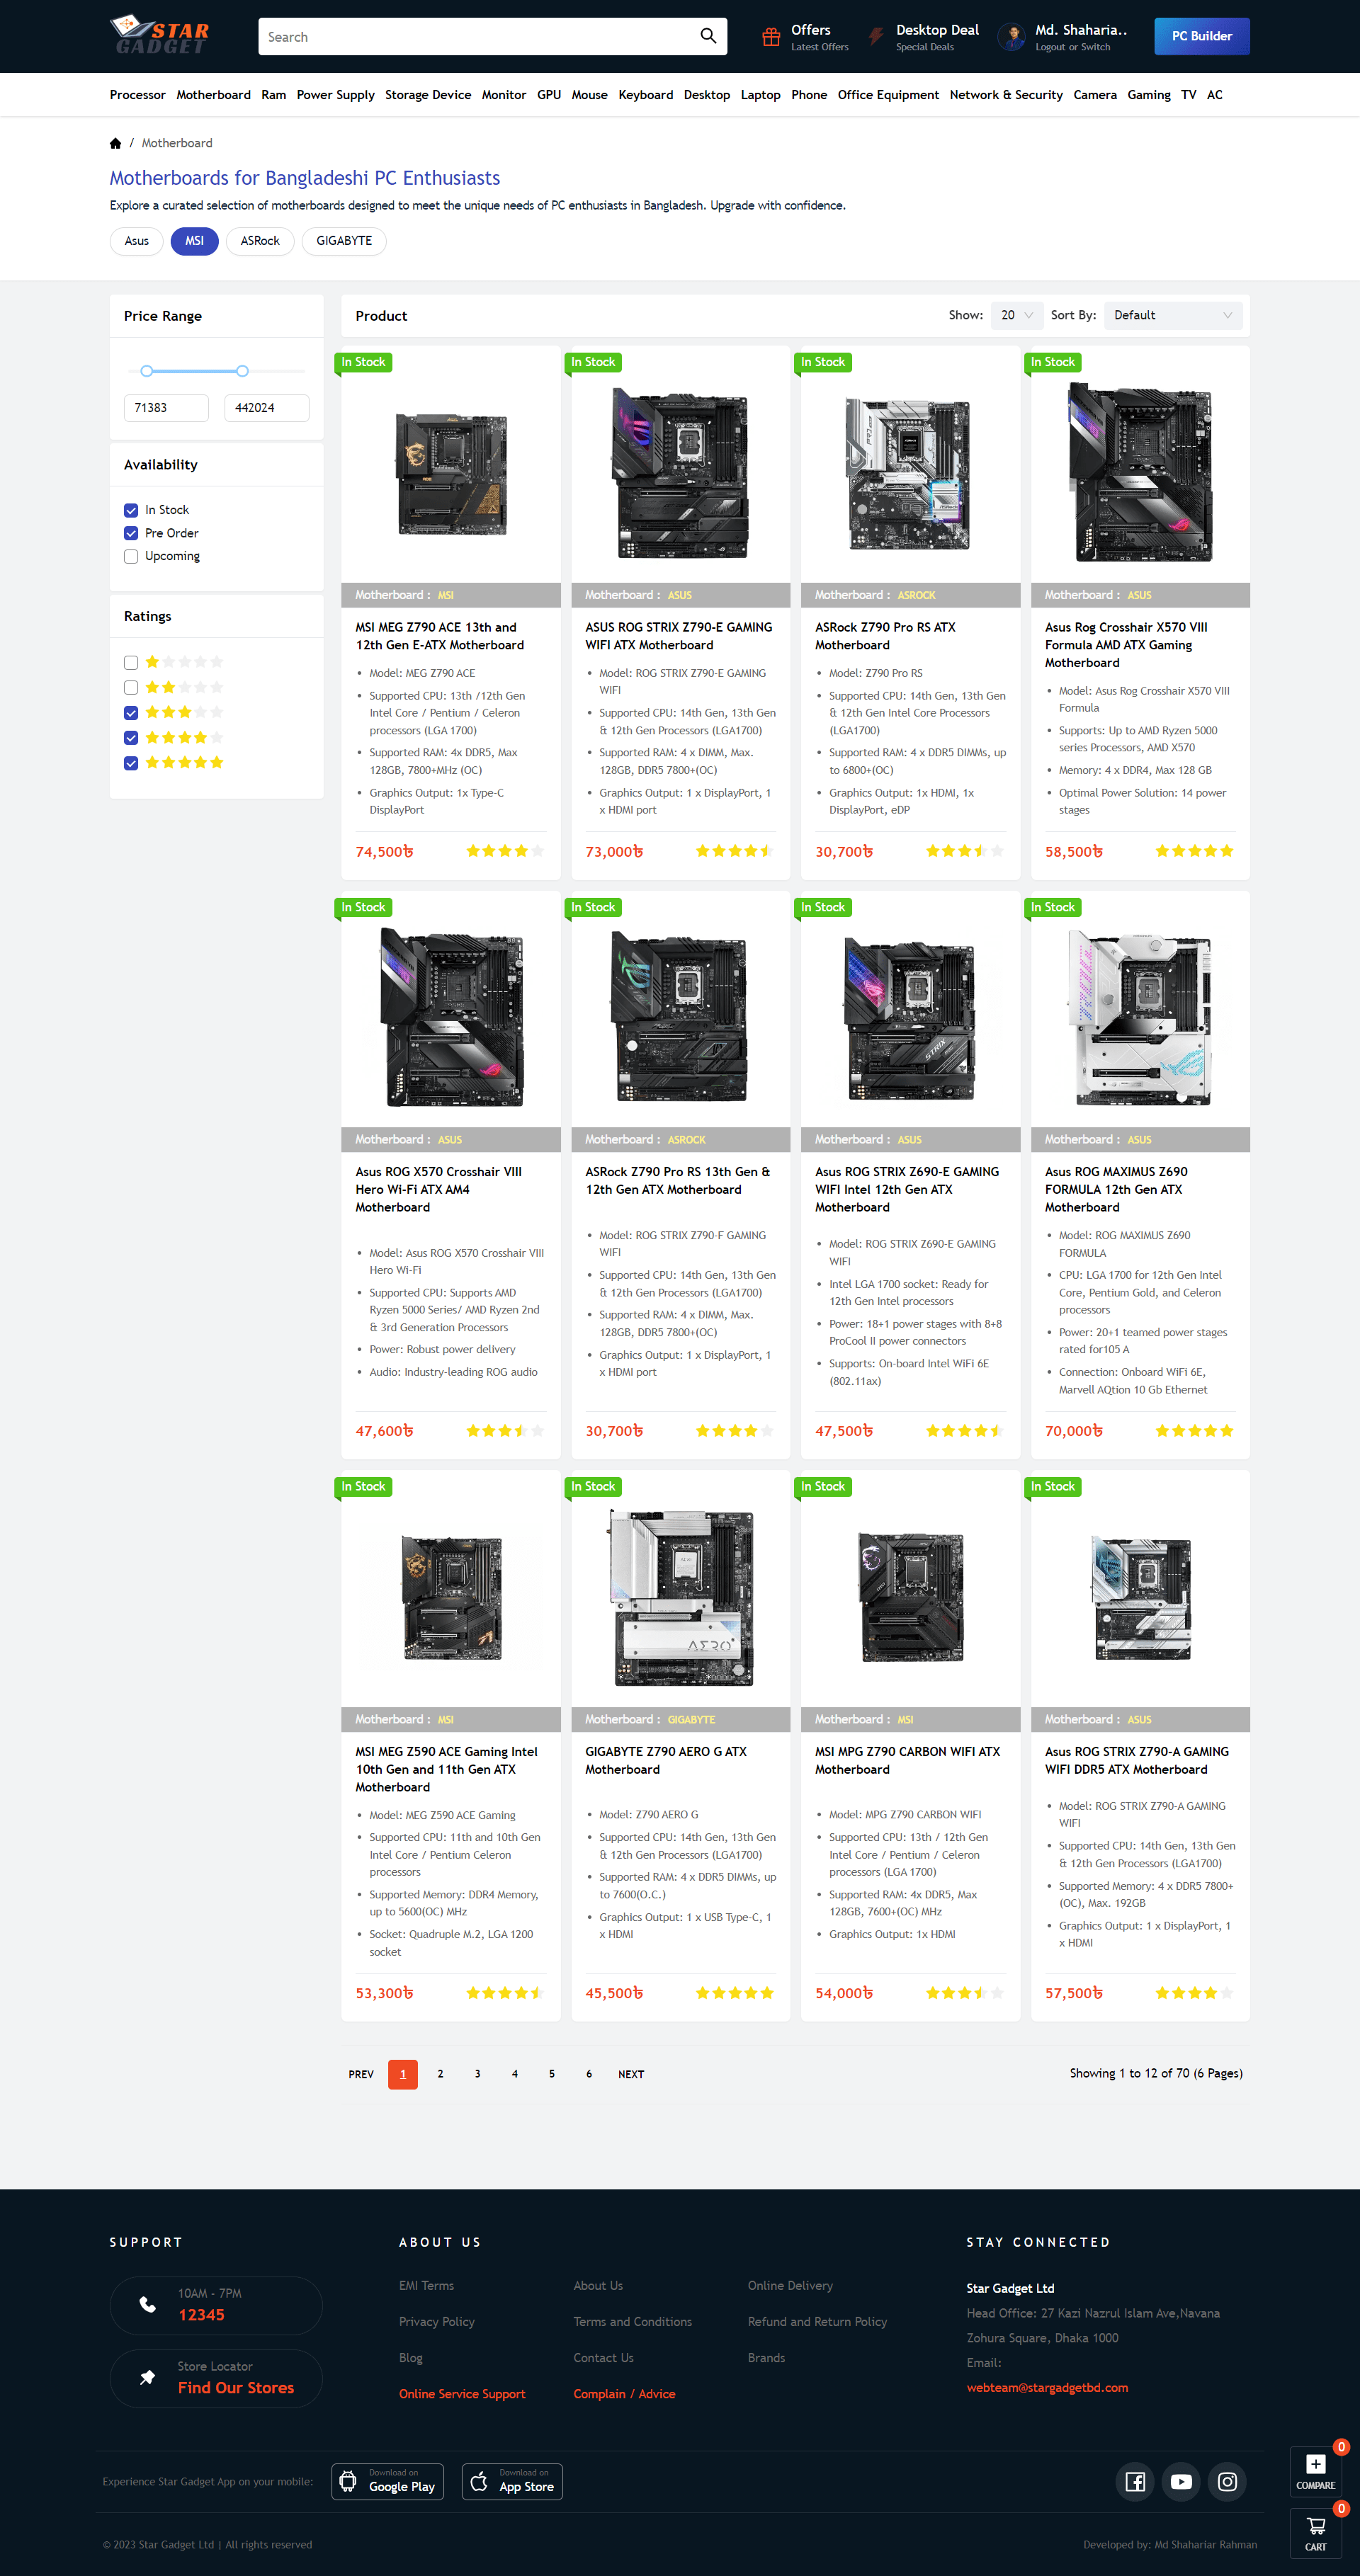 STAR
GADGET
Search
Offers
Latest Offers
Desktop Deal
Special Deals
Md. Shaharia..
Logout or Switch
PC Builder
Processor Motherboard Ram Power Supply Storage Device Monitor GPU Mouse Keyboard Desktop Laptop Phone Office Equipment Network & Security Camera Gaming TV AC
/ Motherboard
Motherboards for Bangladeshi PC Enthusiasts
Explore a curated selection of motherboards designed to meet the unique needs of PC enthusiasts in Bangladesh. Upgrade with confidence.
Asus MSI ASRock GIGABYTE
Price Range
71383 442024
Availability
In Stock
Pre Order
Upcoming
Ratings
Product
Show: 20 Sort By: Default
In Stock
Motherboard : MSI
MSI MEG Z790 ACE 13th and
12th Gen E-ATX Motherboard
• Model: MEG Z790 ACE
• Supported CPU: 13th /12th Gen
Intel Core / Pentium / Celeron
processors (LGA 1700)
• Supported RAM: 4x DDR5, Max
128GB, 7800+MHz (OC)
• Graphics Output: 1x Type-C
DisplayPort
74,500৳
In Stock
Motherboard : ASUS
ASUS ROG STRIX Z790-E GAMING
WIFI ATX Motherboard
• Model: ROG STRIX Z790-E GAMING
WIFI
• Supported CPU: 14th Gen, 13th Gen
& 12th Gen Processors (LGA1700)
• Supported RAM: 4 x DIMM, Max.
128GB, DDR5 7800+(OC)
• Graphics Output: 1 x DisplayPort, 1
x HDMI port
73,000৳
In Stock
Motherboard : ASROCK
ASRock Z790 Pro RS ATX
Motherboard
• Model: Z790 Pro RS
• Supported CPU: 14th Gen, 13th Gen
& 12th Gen Intel Core Processors
(LGA1700)
• Supported RAM: 4 x DDR5 DIMMs, up
to 6800+(OC)
• Graphics Output: 1x HDMI, 1x
DisplayPort, eDP
30,700৳
In Stock
Motherboard : ASUS
Asus Rog Crosshair X570 VIII
Formula AMD ATX Gaming
Motherboard
• Model: Asus Rog Crosshair X570 VIII
Formula
• Supports: Up to AMD Ryzen 5000
series Processors, AMD X570
• Memory: 4 x DDR4, Max 128 GB
• Optimal Power Solution: 14 power
stages
58,500৳
In Stock
Motherboard : ASUS
Asus ROG X570 Crosshair VIII
Hero Wi-Fi ATX AM4
Motherboard
• Model: Asus ROG X570 Crosshair VIII
Hero Wi-Fi
• Supported CPU: Supports AMD
Ryzen 5000 Series/ AMD Ryzen 2nd
& 3rd Generation Processors
• Power: Robust power delivery
• Audio: Industry-leading ROG audio
47,600৳
In Stock
Motherboard : ASROCK
ASRock Z790 Pro RS 13th Gen &
12th Gen ATX Motherboard
• Model: ROG STRIX Z790-F GAMING
WIFI
• Supported CPU: 14th Gen, 13th Gen
& 12th Gen Processors (LGA1700)
• Supported RAM: 4 x DIMM, Max.
128GB, DDR5 7800+(OC)
• Graphics Output: 1 x DisplayPort, 1
x HDMI port
30,700৳
In Stock
STRIX
Motherboard : ASUS
Asus ROG STRIX Z690-E GAMING
WIFI Intel 12th Gen ATX
Motherboard
• Model: ROG STRIX Z690-E GAMING
WIFI
• Intel LGA 1700 socket: Ready for
12th Gen Intel processors
• Power: 18+1 power stages with 8+8
ProCool II power connectors
• Supports: On-board Intel WiFi 6E
(802.11ax)
47,500৳
In Stock
Motherboard : ASUS
Asus ROG MAXIMUS Z690
FORMULA 12th Gen ATX
Motherboard
• Model: ROG MAXIMUS Z690
FORMULA
• CPU: LGA 1700 for 12th Gen Intel
Core, Pentium Gold, and Celeron
processors
• Power: 20+1 teamed power stages
rated for105 A
• Connection: Onboard WiFi 6E,
Marvell AQtion 10 Gb Ethernet
70,000৳
In Stock
Motherboard : MSI
MSI MEG Z590 ACE Gaming Intel
10th Gen and 11th Gen ATX
Motherboard
• Model: MEG Z590 ACE Gaming
• Supported CPU: 11th and 10th Gen
Intel Core / Pentium Celeron
processors
• Supported Memory: DDR4 Memory,
up to 5600(OC) MHz
• Socket: Quadruple M.2, LGA 1200
socket
53,300৳
In Stock
AERO
Motherboard : GIGABYTE
GIGABYTE Z790 AERO G ATX
Motherboard
• Model: Z790 AERO G
• Supported CPU: 14th Gen, 13th Gen
& 12th Gen Processors (LGA1700)
• Supported RAM: 4 x DDR5 DIMMs, up
to 7600(O.C.)
• Graphics Output: 1 x USB Type-C, 1
x HDMI
45,500৳
In Stock
Motherboard : MSI
MSI MPG Z790 CARBON WIFI ATX
Motherboard
• Model: MPG Z790 CARBON WIFI
• Supported CPU: 13th / 12th Gen
Intel Core / Pentium / Celeron
processors (LGA 1700)
• Supported RAM: 4x DDR5, Max
128GB, 7600+(OC) MHz
• Graphics Output: 1x HDMI
54,000৳
In Stock
Motherboard : ASUS
Asus ROG STRIX Z790-A GAMING
WIFI DDR5 ATX Motherboard
• Model: ROG STRIX Z790-A GAMING
WIFI
• Supported CPU: 14th Gen, 13th Gen
& 12th Gen Processors (LGA1700)
• Supported Memory: 4 x DDR5 7800+
(OC), Max. 192GB
• Graphics Output: 1 x DisplayPort, 1
x HDMI
57,500৳
PREV 1 2 3 4 5 6 NEXT
Showing 1 to 12 of 70 (6 Pages)
SUPPORT
10AM - 7PM
12345
Store Locator
Find Our Stores
ABOUT US
EMI Terms About Us Online Delivery
Privacy Policy Terms and Conditions Refund and Return Policy
Blog Contact Us Brands
Online Service Support Complain / Advice
STAY CONNECTED
Star Gadget Ltd
Head Office: 27 Kazi Nazrul Islam Ave,Navana
Zohura Square, Dhaka 1000
Email:
webteam@stargadgetbd.com
Experience Star Gadget App on your mobile:
Download on
Google Play
Download on
App Store
0
COMPARE
0
CART
© 2023 Star Gadget Ltd | All rights reserved
Developed by: Md Shahariar Rahman